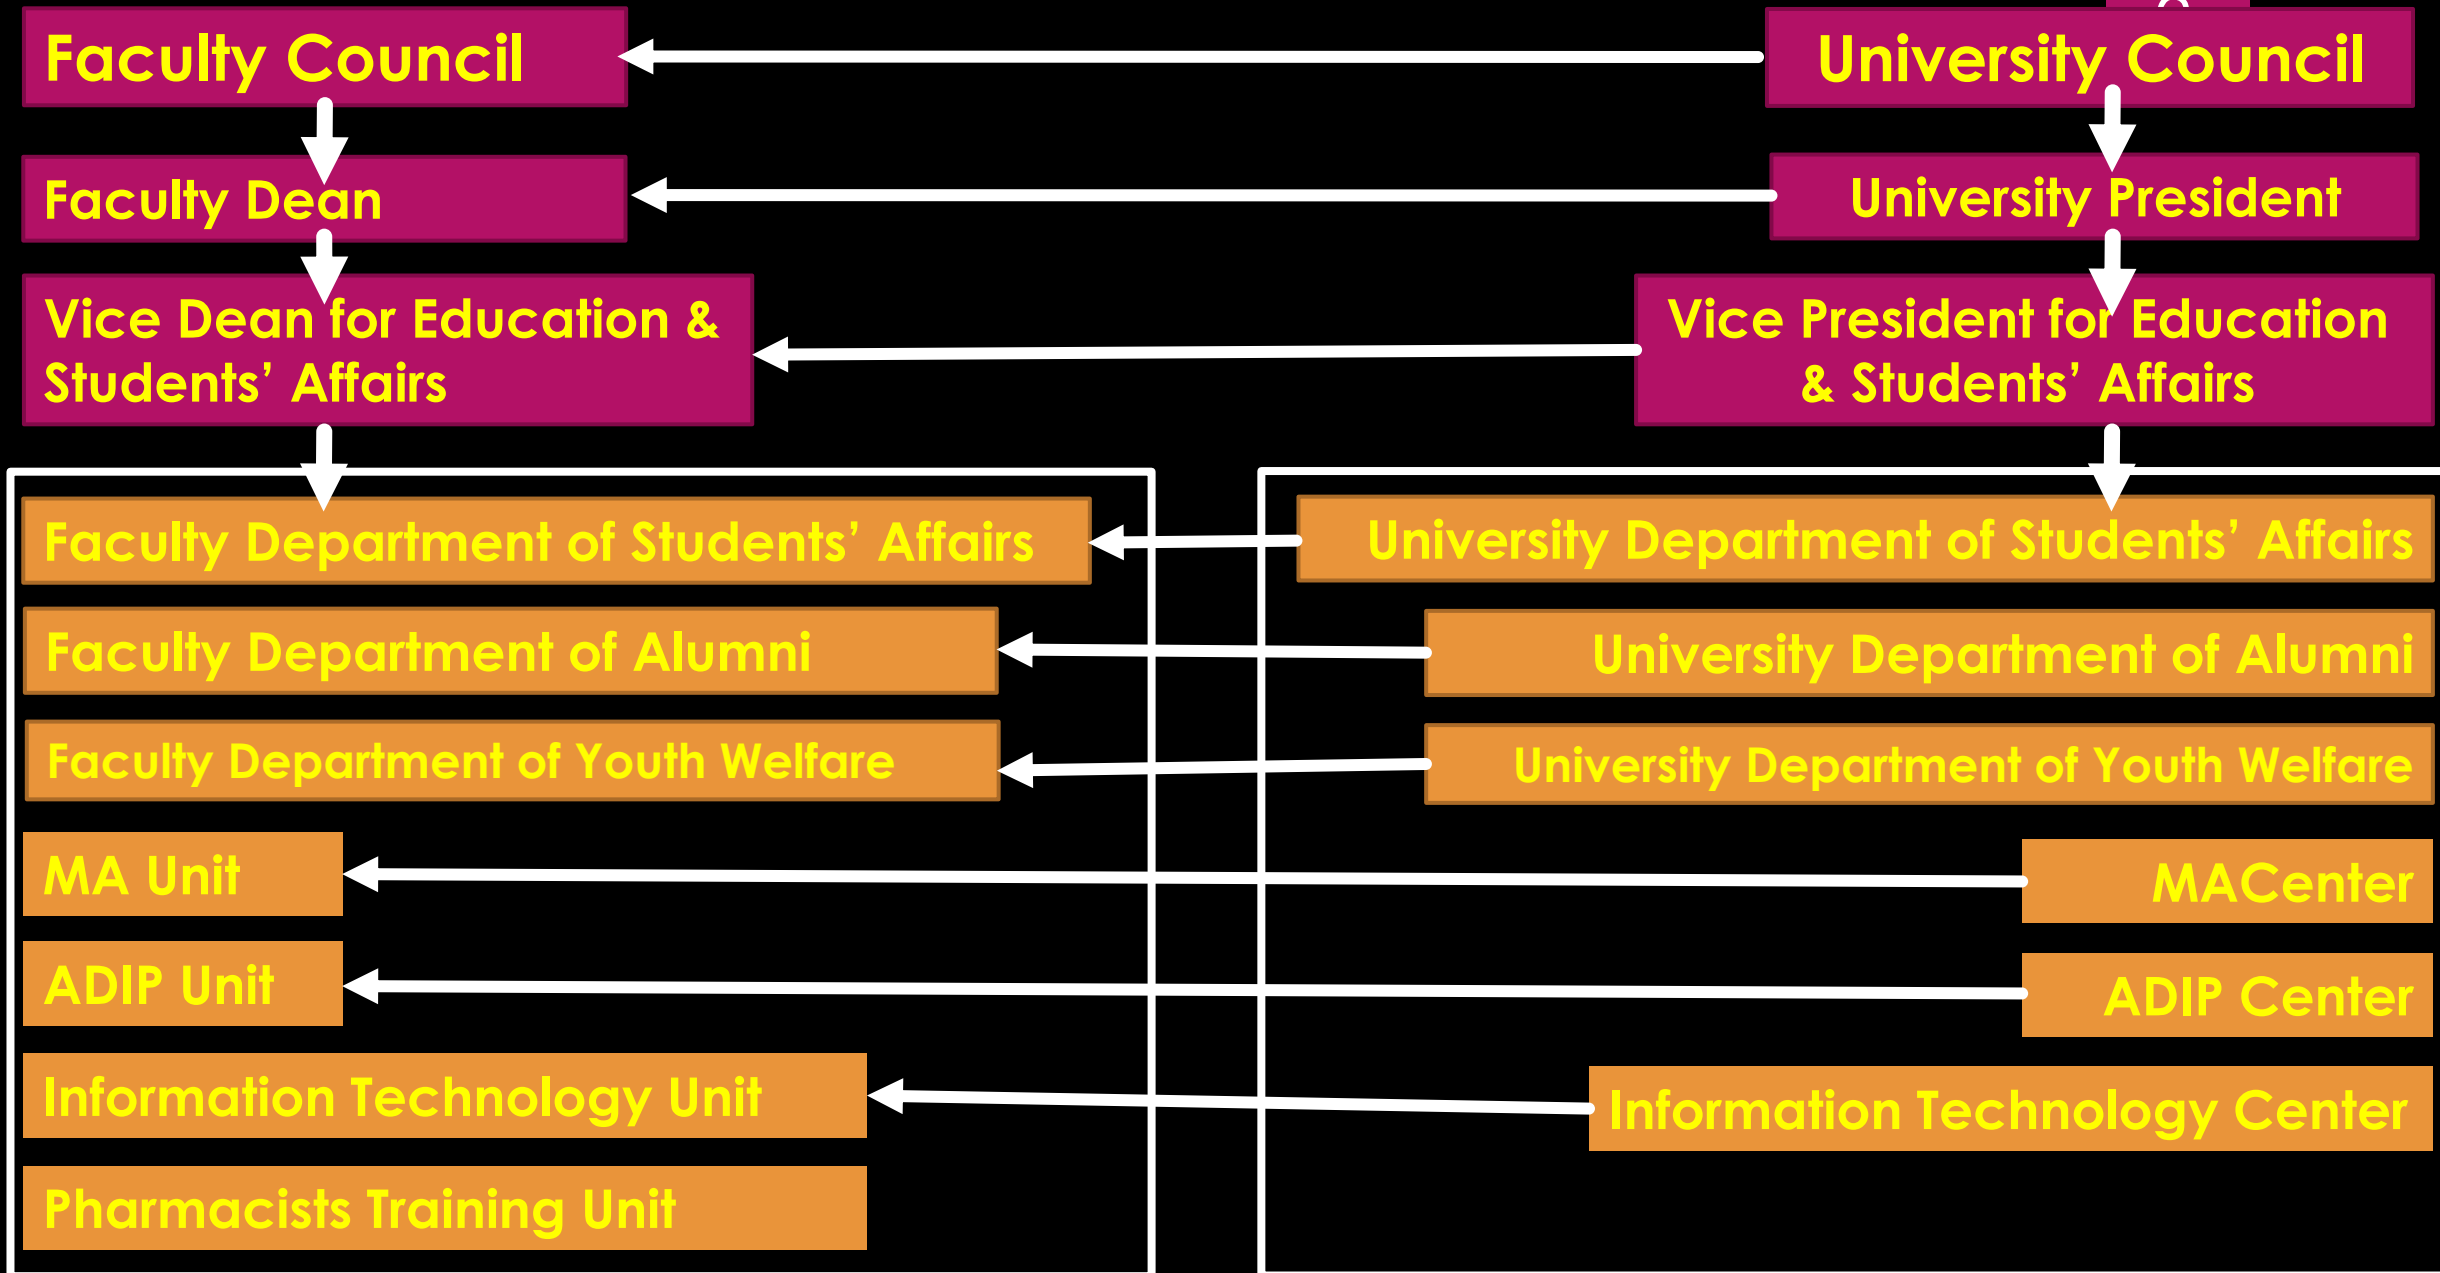 Faculty Council
University Council
Faculty Dean
University President
Vice Dean for Education &
Students’ Affairs
Vice President for Education
& Students’ Affairs
Faculty Department of Students’ Affairs
University Department of Students’ Affairs
Faculty Department of Alumni
University Department of Alumni
Faculty Department of Youth Welfare
University Department of Youth Welfare
MA Unit
MACenter
ADIP Unit
ADIP Center
Information Technology Unit
Information Technology Center
Pharmacists Training Unit